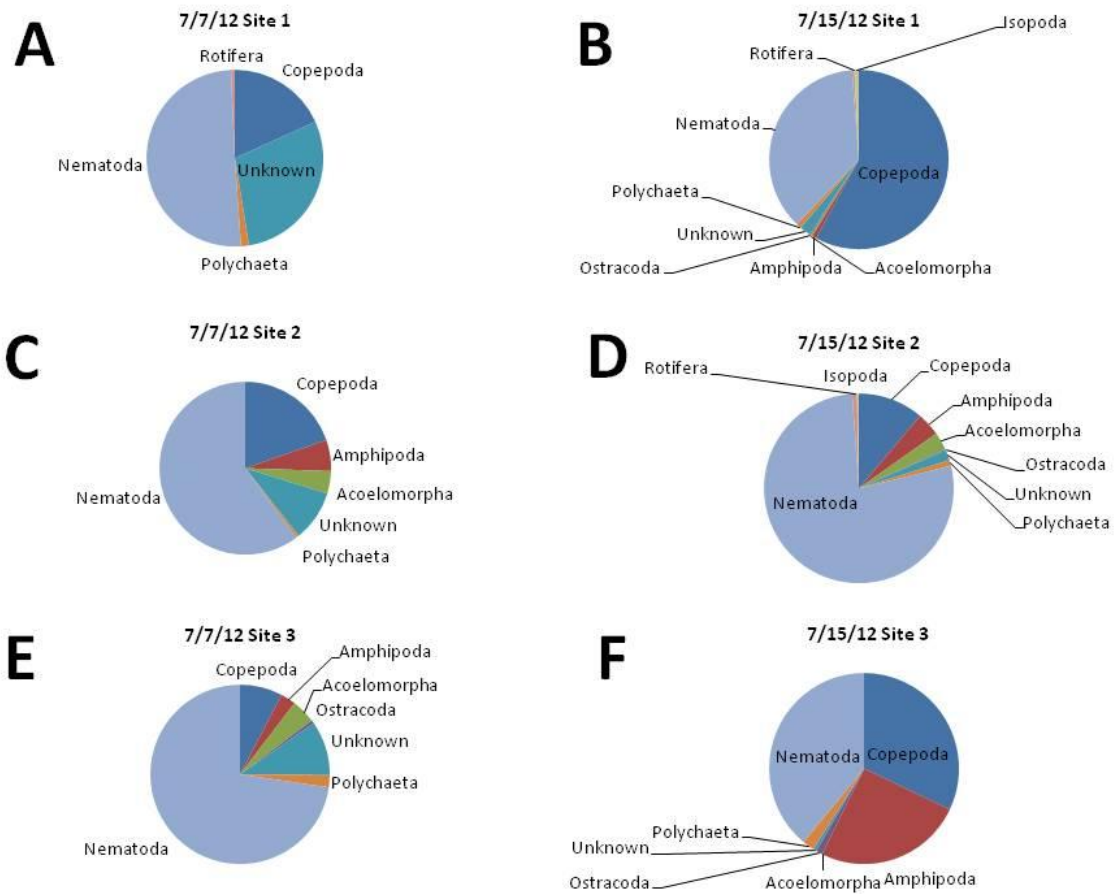 A
7/7/12 Site 1
Rotifera
Copepoda
Nematoda
Unknown
Polychaeta
B
7/15/12 Site 1
Isopoda
Rotifera
Nematoda
Copepoda
Polychaeta
Unknown
Ostracoda
Amphipoda
Acoelomorpha
C
7/7/12 Site 2
Copepoda
Amphipoda
Acoelomorpha
Nematoda
Unknown
Polychaeta
D
7/15/12 Site 2
Rotifera
Isopoda
Copepoda
Amphipoda
Acoelomorpha
Ostracoda
Unknown
Nematoda
Polychaeta
E
7/7/12 Site 3
Copepoda
Amphipoda
Acoelomorpha
Ostracoda
Unknown
Polychaeta
Nematoda
F
7/15/12 Site 3
Nematoda
Copepoda
Polychaeta
Unknown
Ostracoda
Acoelomorpha
Amphipoda